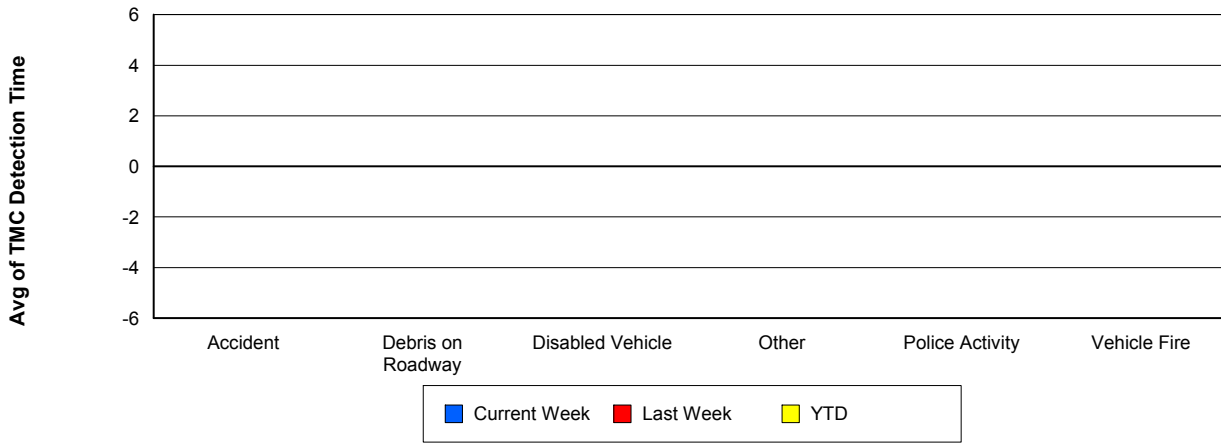 Avg of TMC Detection Time
6
4
2
0
-2
-4
-6
Accident
Debris on
Roadway
Disabled Vehicle
Other
Police Activity
Vehicle Fire
Current Week
Last Week
YTD